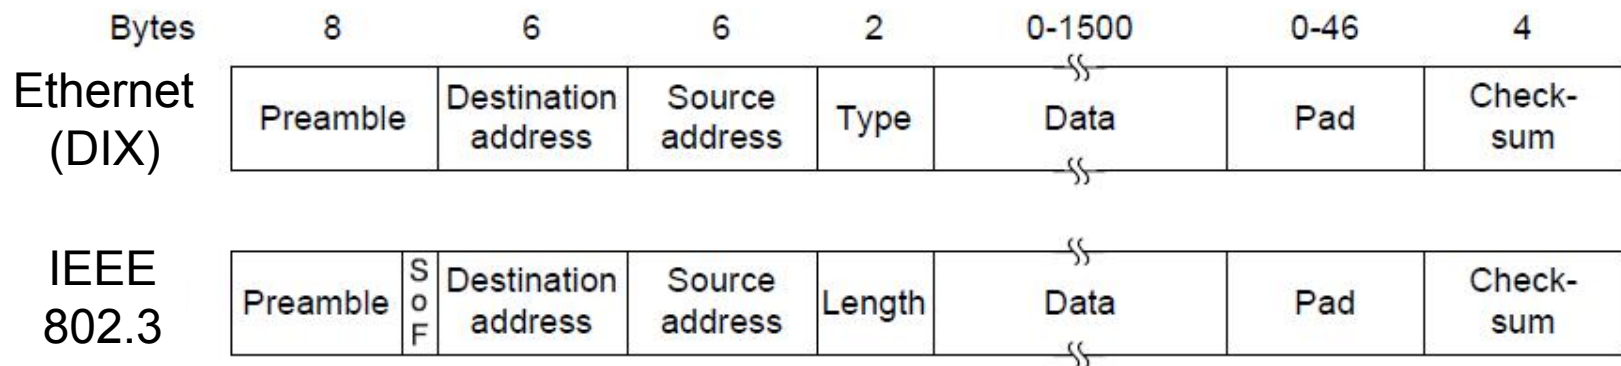 Bytes 8 6 6 2 0-1500 0-46 4
Ethernet (DIX)
Preamble Destination address Source address Type Data Pad Check-sum
IEEE 802.3
Preamble SoF Destination address Source address Length Data Pad Check-sum